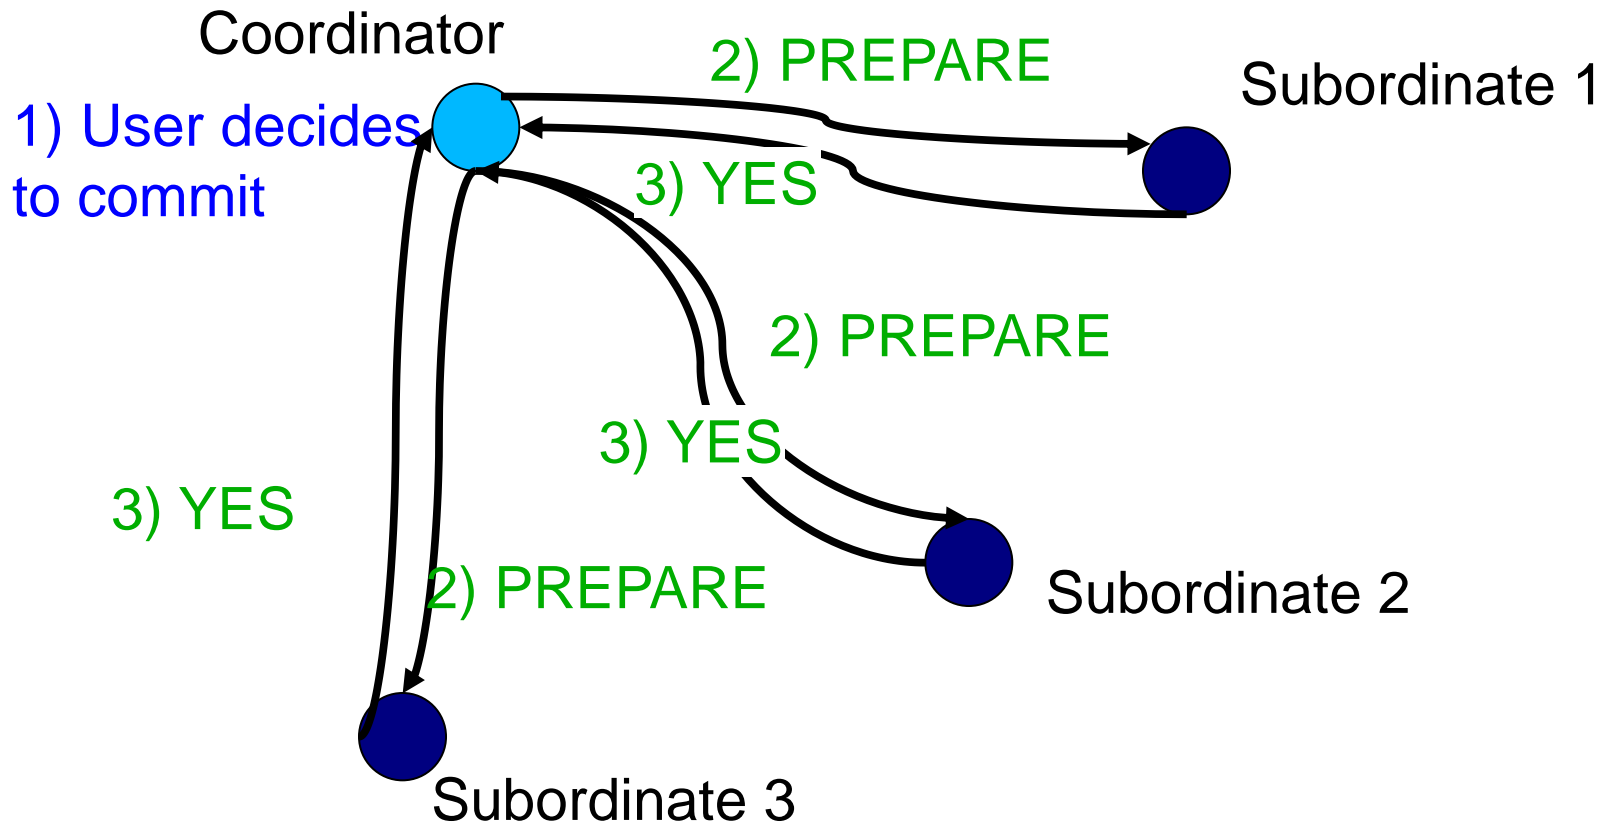 Coordinator
2) PREPARE
Subordinate 1
1) User decides
to commit
3) YES
2) PREPARE
3) YES
3) YES
2) PREPARE
Subordinate 2
Subordinate 3